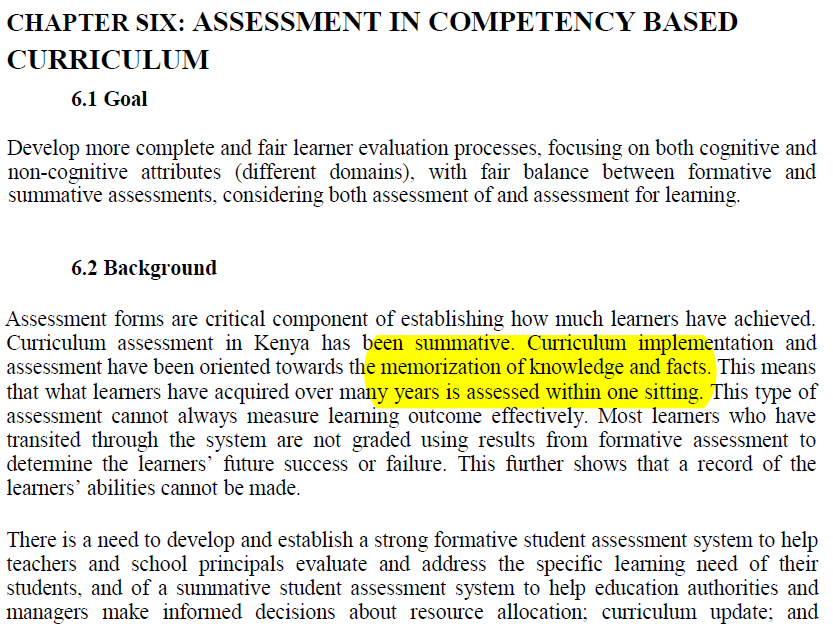 CHAPTER SIX: ASSESSMENT IN COMPETENCY BASED
CURRICULUM
6.1 Goal
Develop more complete and fair learner evaluation processes, focusing on both cognitive and
non-cognitive attributes (different domains), with fair balance between formative and
summative assessments, considering both assessment of and assessment for learning.
6.2 Background
Assessment forms are critical component of establishing how much learners have achieved.
Curriculum assessment in Kenya has been summative. Curriculum implementation and
assessment have been oriented towards the memorization of knowledge and facts. This means
that what learners have acquired over many years is assessed within one sitting. This type of
assessment cannot always measure learning outcome effectively. Most learners who have
transited through the system are not graded using results from formative assessment to
determine the learners’ future success or failure. This further shows that a record of the
learners’ abilities cannot be made.
There is a need to develop and establish a strong formative student assessment system to help
teachers and school principals evaluate and address the specific learning need of their
students, and of a summative student assessment system to help education authorities and
managers make informed decisions about resource allocation; curriculum update; and